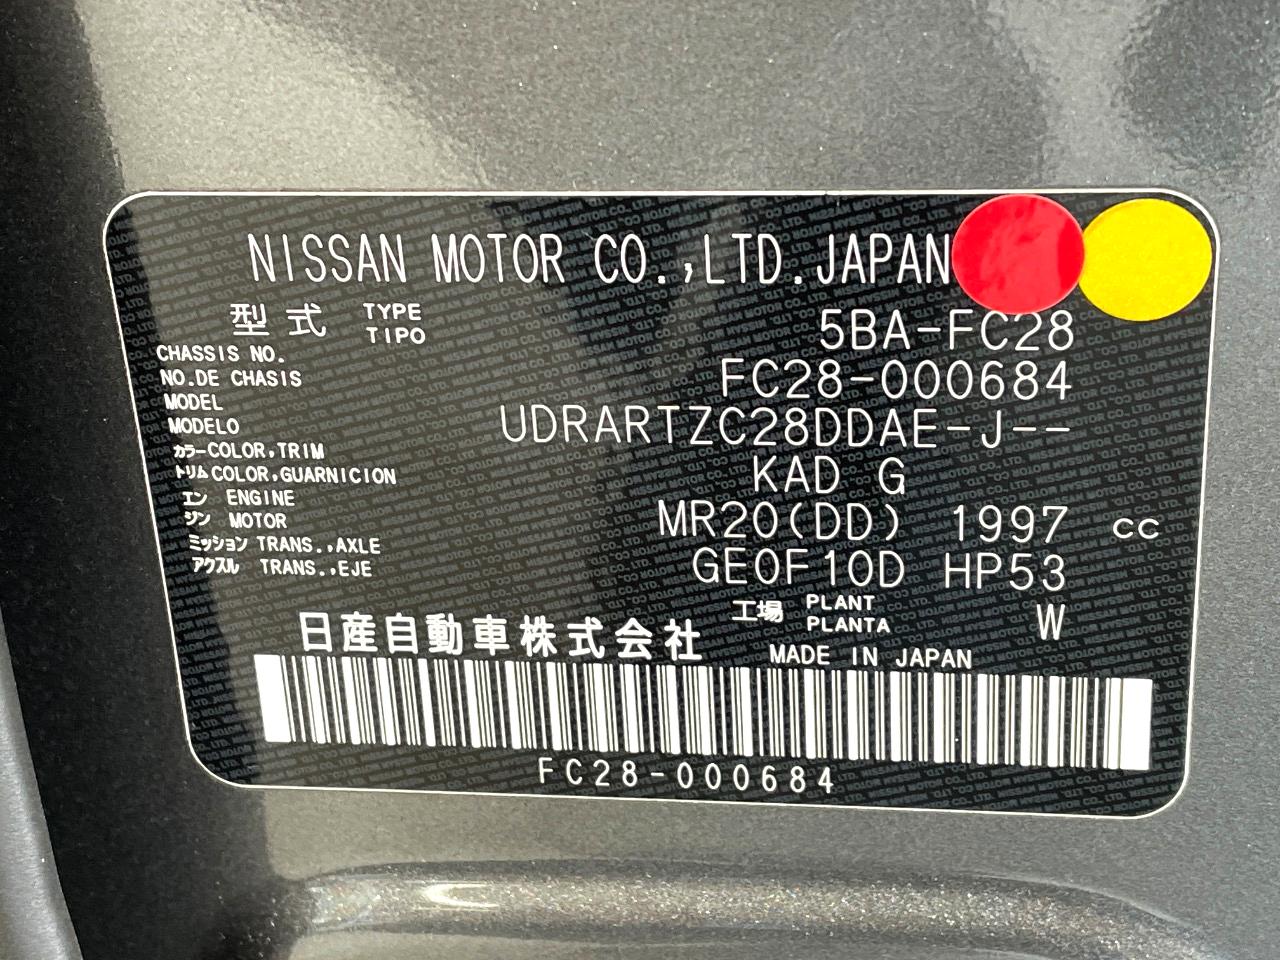 NISSAN MOTOR CO.,LTD.JAPAN
型式 TYPE TIPO 5BA-FC28
CHASSIS NO.
NO.DE CHASIS FC28-000684
MODEL
MODELO UDRARTZC28DDAE-J--
カラー COLOR,TRIM
トリム COLOR,GUARNICION KAD G
エン ENGINE
ジン MOTOR MR20(DD) 1997 cc
ミッション TRANS.,AXLE
アクスル TRANS.,EJE GE0F10D HP53
工場 PLANT PLANTA W
日産自動車株式会社 MADE IN JAPAN
FC28-000684